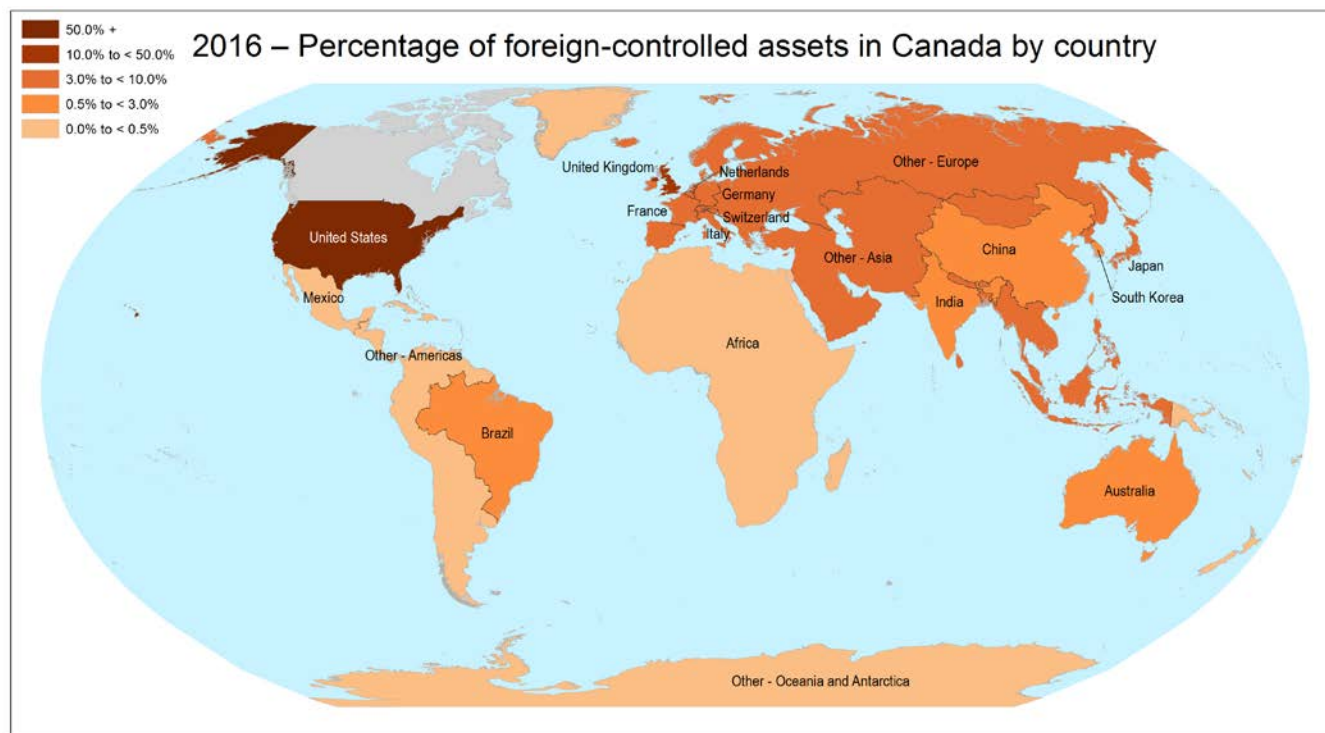 2016 – Percentage of foreign-controlled assets in Canada by country
50.0% +
10.0% to < 50.0%
3.0% to < 10.0%
0.5% to < 3.0%
0.0% to < 0.5%
United Kingdom
Netherlands
Other - Europe
Germany
France
Switzerland
Italy
United States
Other - Asia
China
Japan
South Korea
Mexico
India
Africa
Other - Americas
Brazil
Australia
Other - Oceania and Antarctica